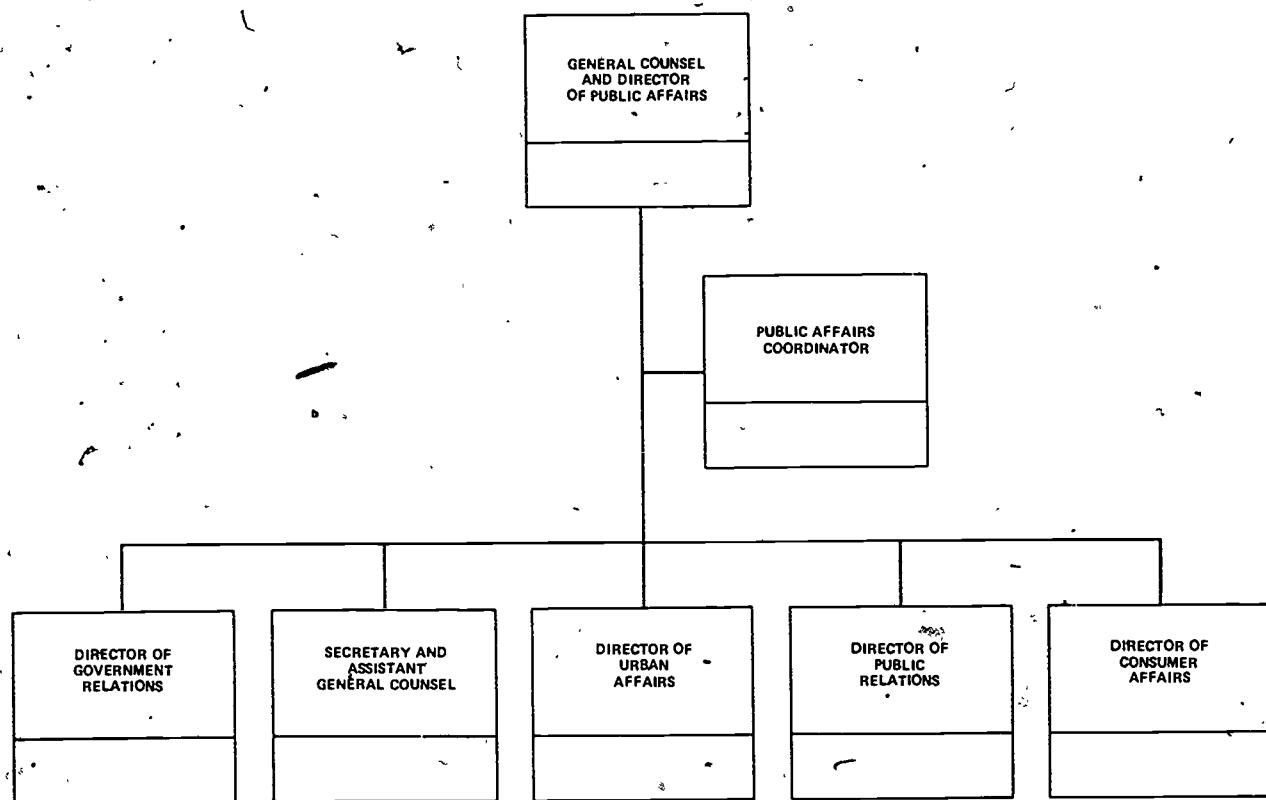 GENERAL COUNSEL
AND DIRECTOR
OF PUBLIC AFFAIRS
PUBLIC AFFAIRS
COORDINATOR
DIRECTOR OF
GOVERNMENT
RELATIONS
SECRETARY AND
ASSISTANT
GENERAL COUNSEL
DIRECTOR OF
URBAN
AFFAIRS
DIRECTOR OF
PUBLIC
RELATIONS
DIRECTOR OF
CONSUMER
AFFAIRS